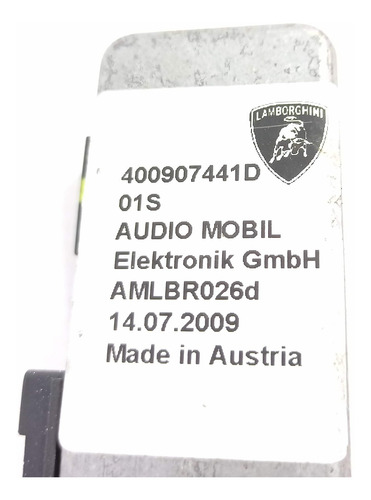 LAMBORGHINI
400907441D
01S
AUDIO MOBIL
Elektronik GmbH
AMLBR026d
14.07.2009
Made in Austria